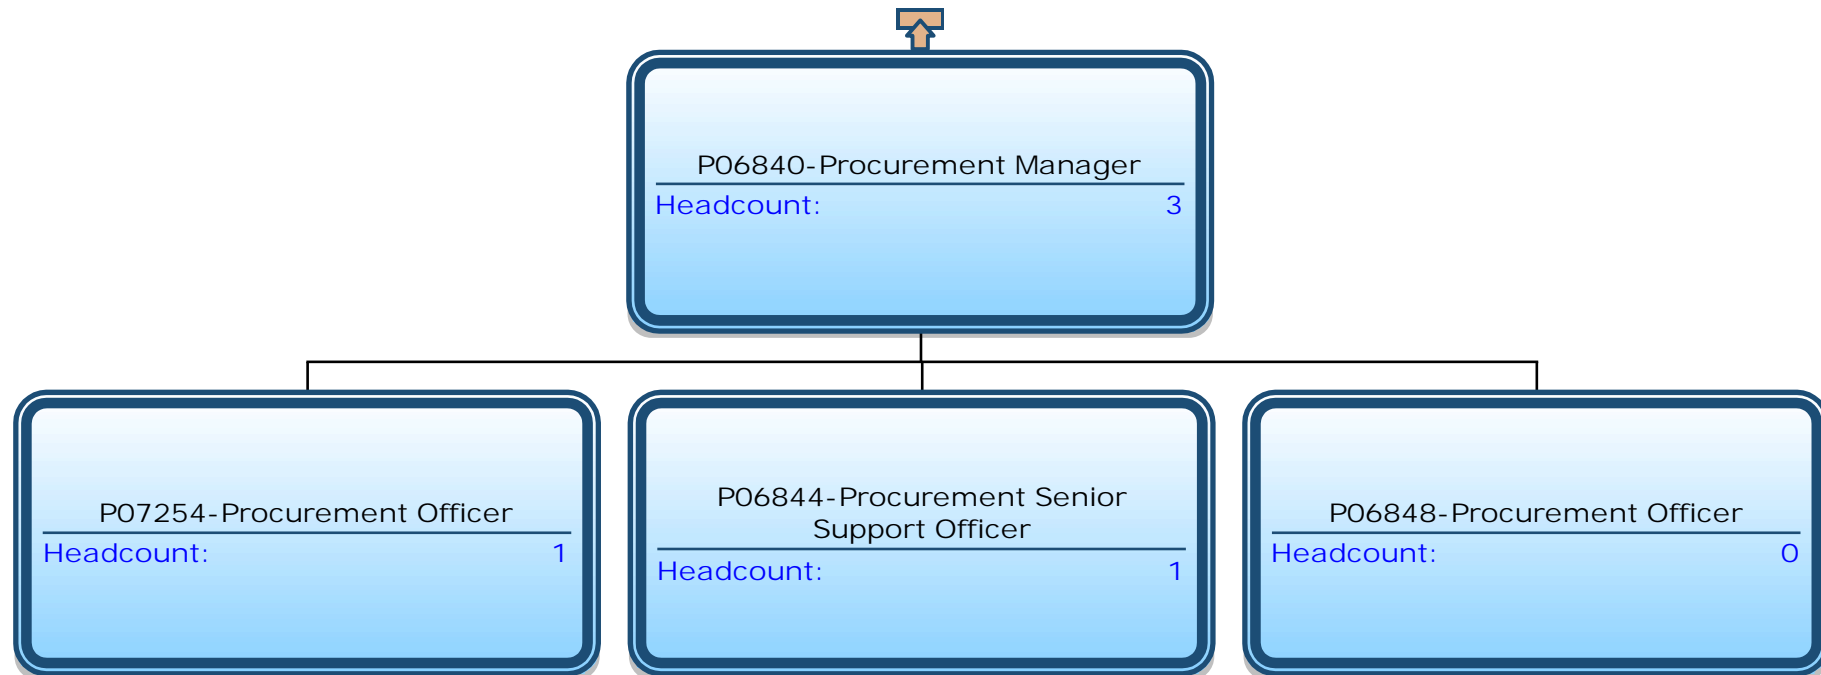 P06840-Procurement Manager
Headcount: 3
P07254-Procurement Officer
Headcount: 1
P06844-Procurement Senior
Support Officer
Headcount: 1
P06848-Procurement Officer
Headcount: 0